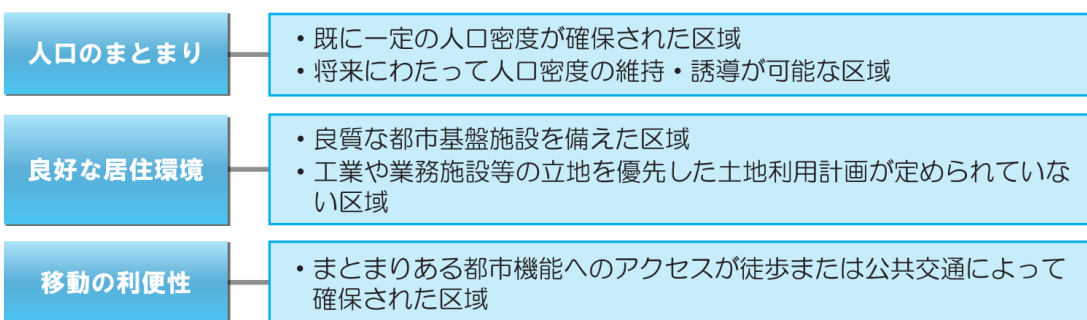 人口のまとまり
・既に一定の人口密度が確保された区域
・将来にわたって人口密度の維持・誘導が可能な区域
良好な居住環境
・良質な都市基盤施設を備えた区域
・工業や業務施設等の立地を優先した土地利用計画が定められていな
い区域
移動の利便性
・まとまりある都市機能へのアクセスが徒歩または公共交通によって
確保された区域